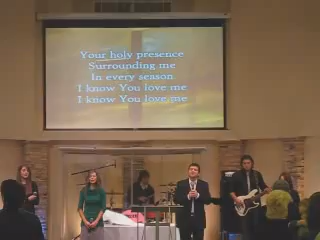 Your holy presence
Surrounding me
In every season
I know You love me
I know You love me